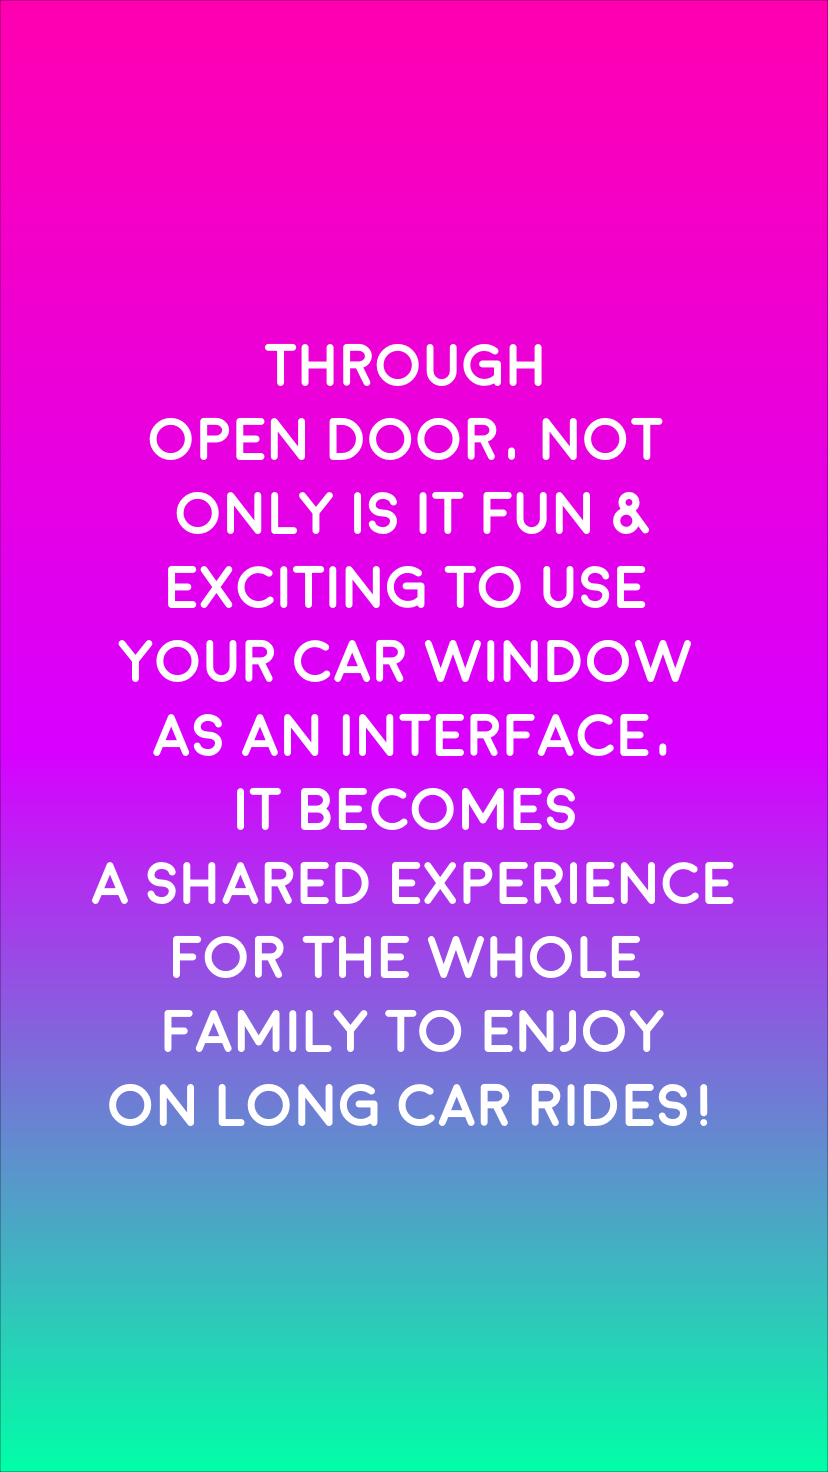 THROUGH
OPEN DOOR. NOT
ONLY IS IT FUN &
EXCITING TO USE
YOUR CAR WINDOW
AS AN INTERFACE.
IT BECOMES
A SHARED EXPERIENCE
FOR THE WHOLE
FAMILY TO ENJOY
ON LONG CAR RIDES!